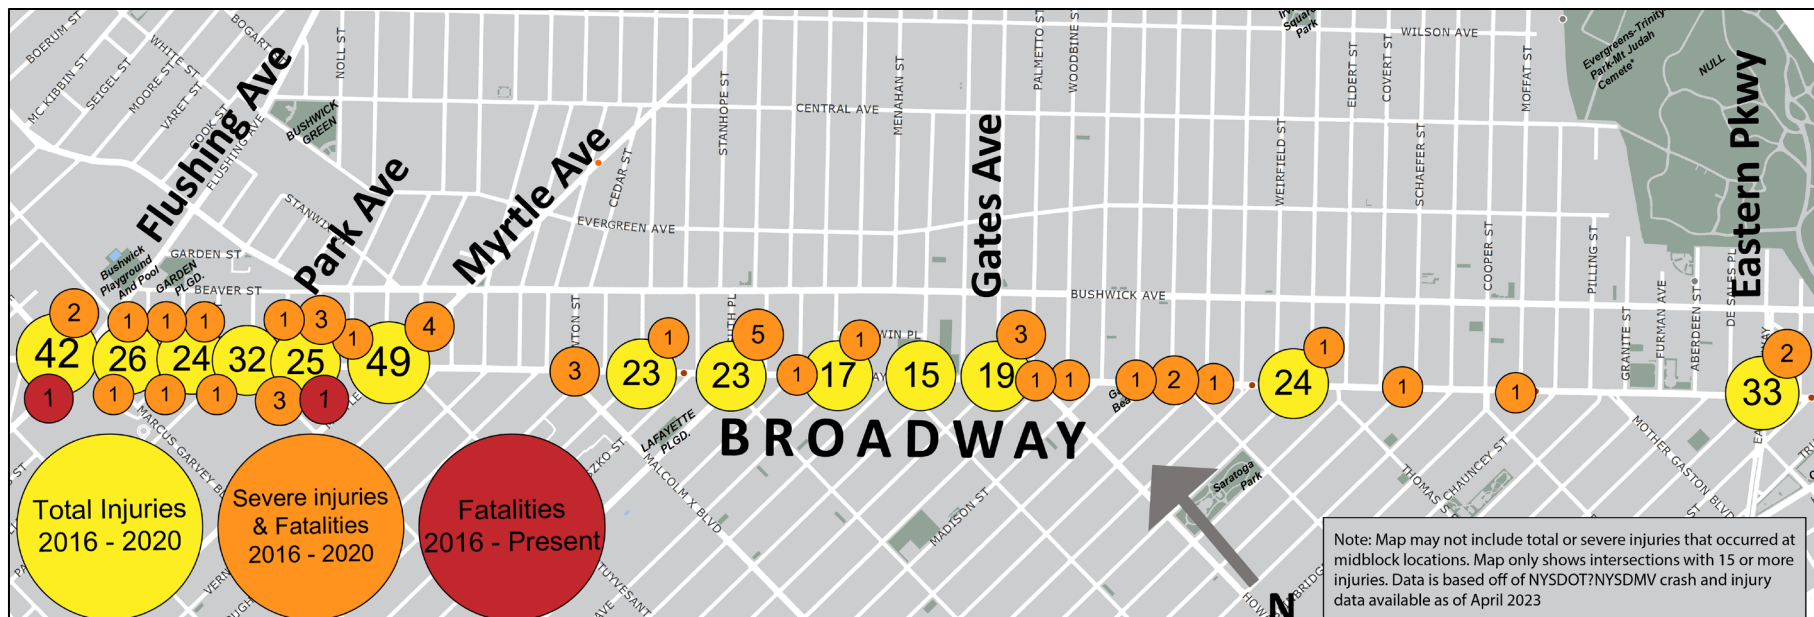 BOERUM ST
BOGART
WHITE ST
MC KIBBIN ST
SEIGEL ST
MOORE ST
VARET ST
COOK ST
FLUSHING AVE
Flushing Ave
NOLL ST
BUSHWICK
GREEN
STANWIX
Park Ave
Myrtle Ave
CEDAR ST
EVERGREEN AVE
STANHOPE ST
CENTRAL AVE
MENAHAN ST
Gates Ave
PALMETTO ST
WOODBINE S
Square
Park
WILSON AVE
ELDERT ST
COVERT ST
MOFFAT ST
WEIRFIELD ST
SCHAEFER ST
COOPER ST
PILLING ST
Evergreens-Trinity-
Park-Mt Judah
Cemete*
NULL
Eastern Pkwy
GRANITE ST
FURMAN AVE
ABERDEEN ST
DE SALES PL
Bushwick
Playground
And Pool
GARDEN ST
GARDEN
PLGD.
BEAVER ST
BUSHWICK AVE
42
2
1
26
1
1
24
1
1
1
1
32
1
25
3
3
1
1
49
4
3
23
1
23
5
1
17
1
15
19
3
1
1
1
2
1
24
1
1
1
33
2
BROADWAY
LAFAYETTE
PLGD.
MALCOLM X BLVD
MADISON ST
Saratoga
Park
THOMAS S
CHAUNCEY ST
MOTHER GASTON BLVD
MARCUS GARVEY B
TUYVESANT
AVE
N
Total Injuries
2016 - 2020
Severe injuries
& Fatalities
2016 - 2020
Fatalities
2016 - Present
Note: Map may not include total or severe injuries that occurred at
midblock locations. Map only shows intersections with 15 or more
injuries. Data is based off of NYSDOT?NYSDMV crash and injury
data available as of April 2023